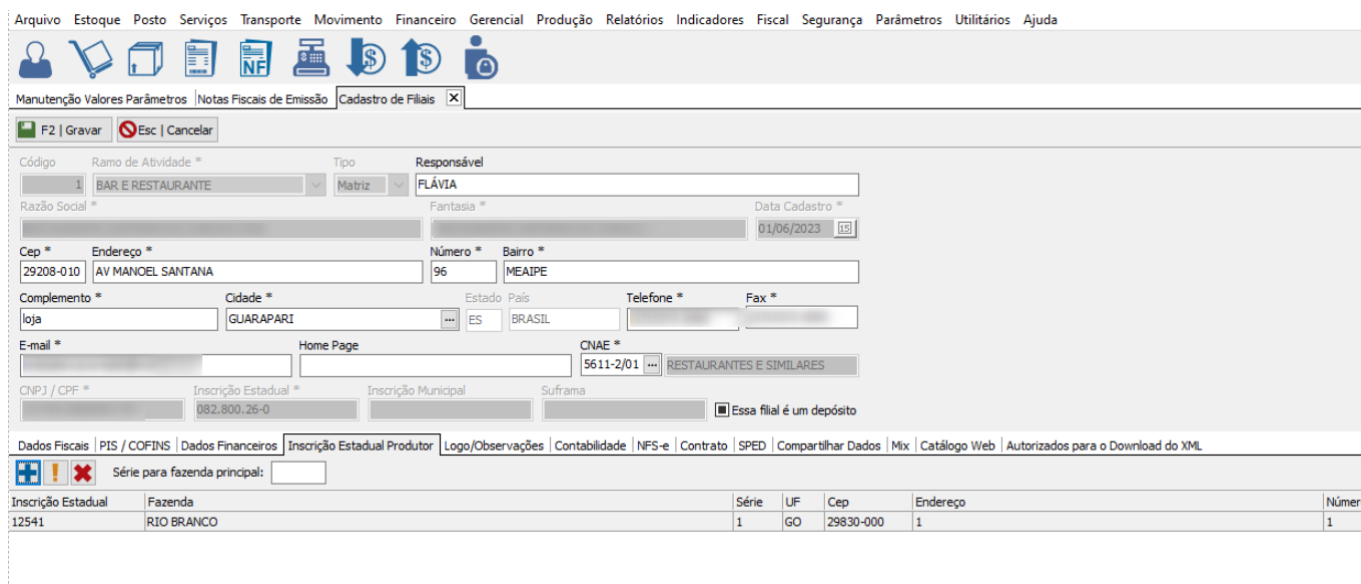 Arquivo Estoque Posto Serviços Transporte Movimento Financeiro Gerencial Produção Relatórios Indicadores Fiscal Segurança Parâmetros Utilitários Ajuda
NF
Manutenção Valores Parâmetros Notas Fiscais de Emissão Cadastro de Filiais
F2 | Gravar Esc | Cancelar
Código Ramo de Atividade * Tipo Responsável
1 BAR E RESTAURANTE Matriz FLÁVIA
Razão Social * Fantasia * Data Cadastro *
01/06/2023 15
Cep * Endereço * Número * Bairro *
29208-010 AV MANOEL SANTANA 96 MEAIPE
Complemento * Cidade * Estado País Telefone * Fax *
loja GUARAPARI ... ES BRASIL
E-mail * Home Page CNAE *
5611-2/01 ... RESTAURANTES E SIMILARES
CNPJ / CPF * Inscrição Estadual * Inscrição Municipal Suframa
082.800.26-0 Essa filial é um depósito
Dados Fiscais PIS / COFINS Dados Financeiros Inscrição Estadual Produtor Logo/Observações Contabilidade NFS-e Contrato SPED Compartilhar Dados Mix Catálogo Web Autorizados para o Download do XML
Série para fazenda principal:
Inscrição Estadual Fazenda Série UF Cep Endereço Númer
12541 RIO BRANCO 1 GO 29830-000 1 1